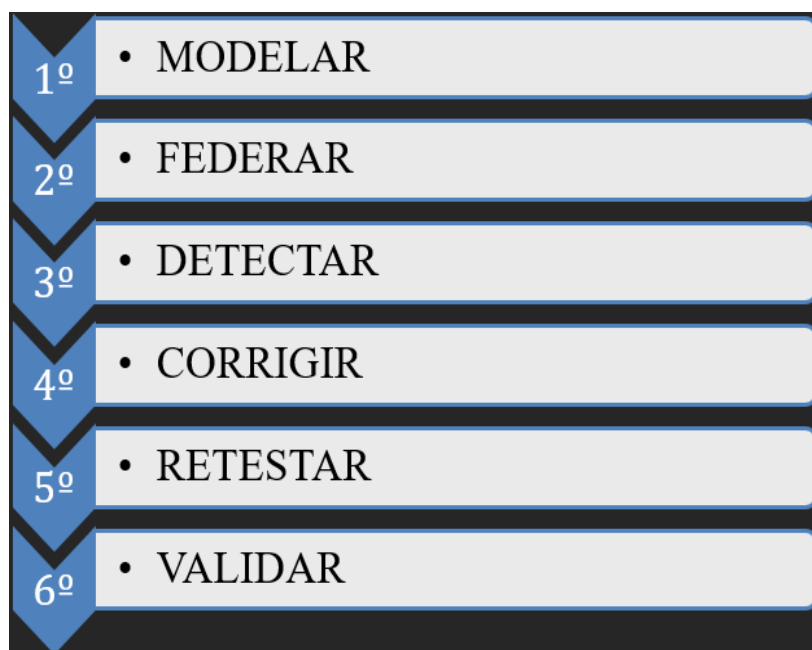 1º • MODELAR
2º • FEDERAR
3º • DETECTAR
4º • CORRIGIR
5º • RETESTAR
6º • VALIDAR